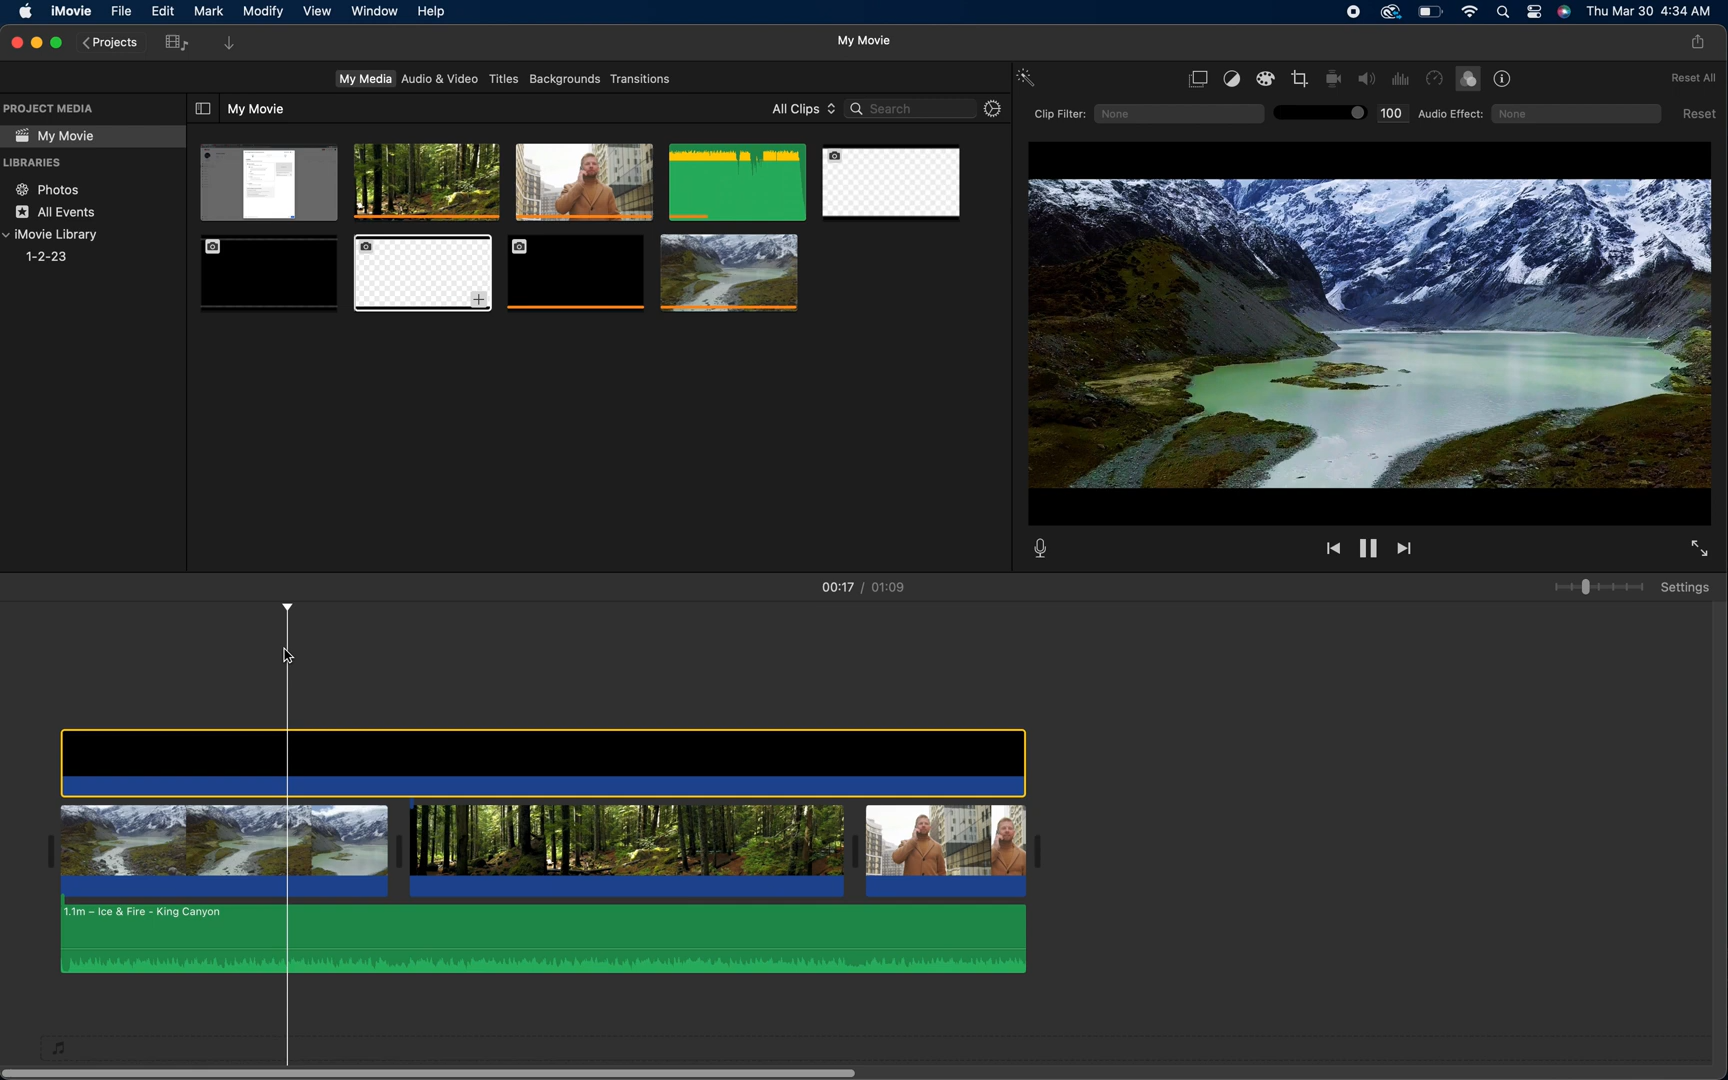 iMovie File Edit Mark Modify View Window Help Thu Mar 30 4:34 AM
Projects My Movie
My Media Audio & Video Titles Backgrounds Transitions Reset All
PROJECT MEDIA My Movie All Clips Search
Clip Filter: None 100 Audio Effect: None Reset
My Movie
LIBRARIES
Photos
All Events
iMovie Library
1-2-23
00:17 / 01:09 Settings
1.1m – Ice & Fire - King Canyon